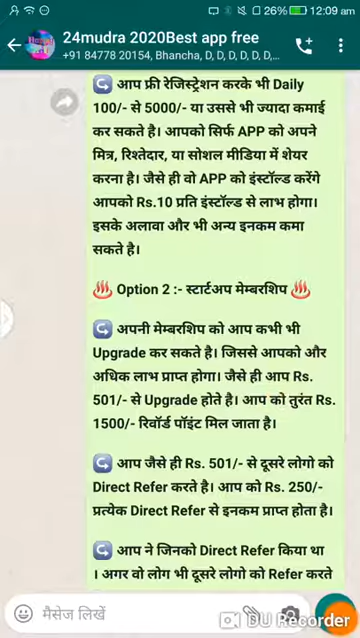 26% 12:09 am
24mudra 2020Best app free
+91 84778 20154, Bhancha, D, D, D, D, D,...
आप फ्री रेजिस्ट्रेशन करके भी Daily
100/- से 5000/- या उससे भी ज्यादा कमाई
कर सकते है। आपको सिर्फ APP को अपने
मित्र, रिश्तेदार, या सोशल मीडिया में शेयर
करना है। जैसे ही वो APP को इंस्टॉल्ड करेंगे
आपको Rs.10 प्रति इंस्टॉल्ड से लाभ होगा।
इसके अलावा और भी अन्य इनकम कमा
सकते है।
Option 2 :- स्टार्टअप मेम्बरशिप
अपनी मेम्बरशिप को आप कभी भी
Upgrade कर सकते है। जिससे आपको और
अधिक लाभ प्राप्त होगा। जैसे ही आप Rs.
501/- से Upgrade होते है। आप को तुरंत Rs.
1500/- रिवॉर्ड पॉइंट मिल जाता है।
आप जैसे ही Rs. 501/- से दूसरे लोगो को
Direct Refer करते है। आप को Rs. 250/-
प्रत्येक Direct Refer से इनकम प्राप्त होता है।
आप ने जिनको Direct Refer किया था
। अगर वो लोग भी दूसरे लोगो को Refer करते
मैसेज लिखें
DU Recorder